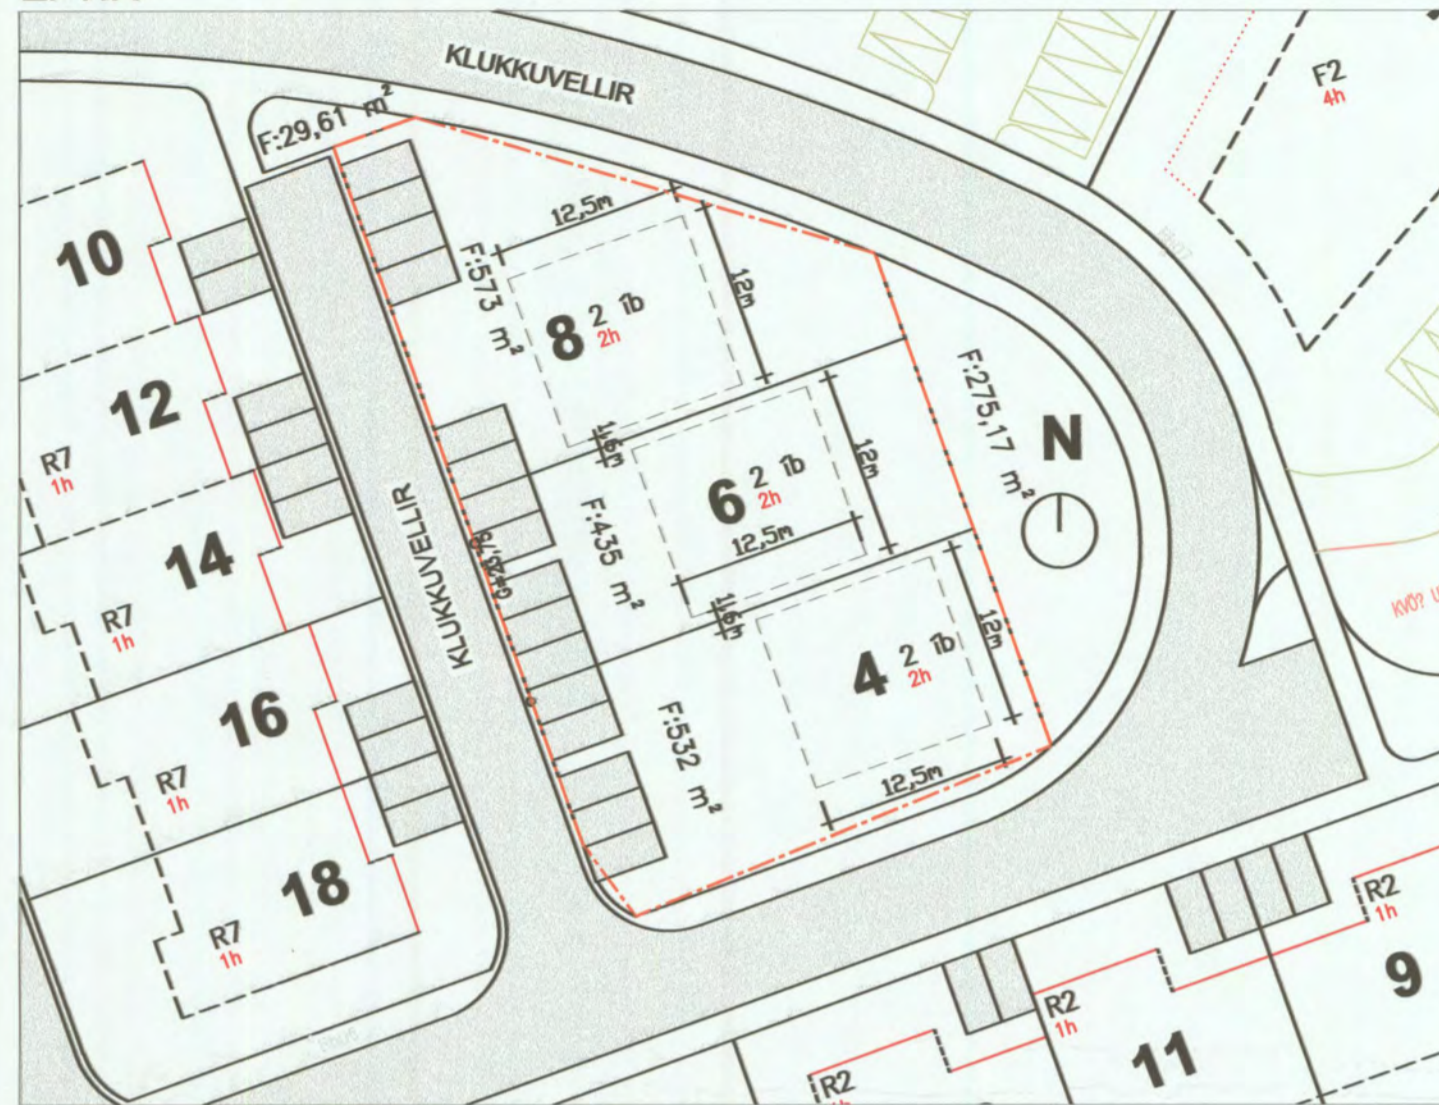 KLUKKUVELLIR
F2
4h
F:29,61 m²
10
12,5m
12m
F:573 m²
8 2 íb
2h
12
R7
1h
1,6m
F:275,17 m²
N
12m
6 2 íb
2h
12,5m
F:435 m²
KLUKKUVELLIR
14
R7
1h
1,6m
12m
4 2 íb
2h
12,5m
F:532 m²
16
R7
1h
18
R7
1h
R2
1h
9
R2
1h
11
R2